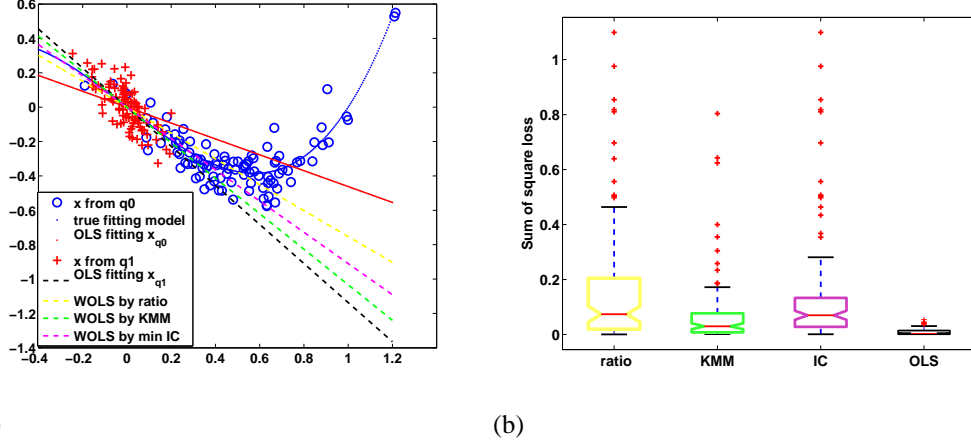 0.6
0.4
0.2
0
−0.2
−0.4
−0.6
−0.8
−1
−1.2
−1.4
−0.4 −0.2 0 0.2 0.4 0.6 0.8 1 1.2 1.4
x from q0
true fitting model
OLS fitting x_q0
x from q1
OLS fitting x_q1
WOLS by ratio
WOLS by KMM
WOLS by min IC
Sum of square loss
1
0.8
0.6
0.4
0.2
0
ratio KMM IC OLS
(b)